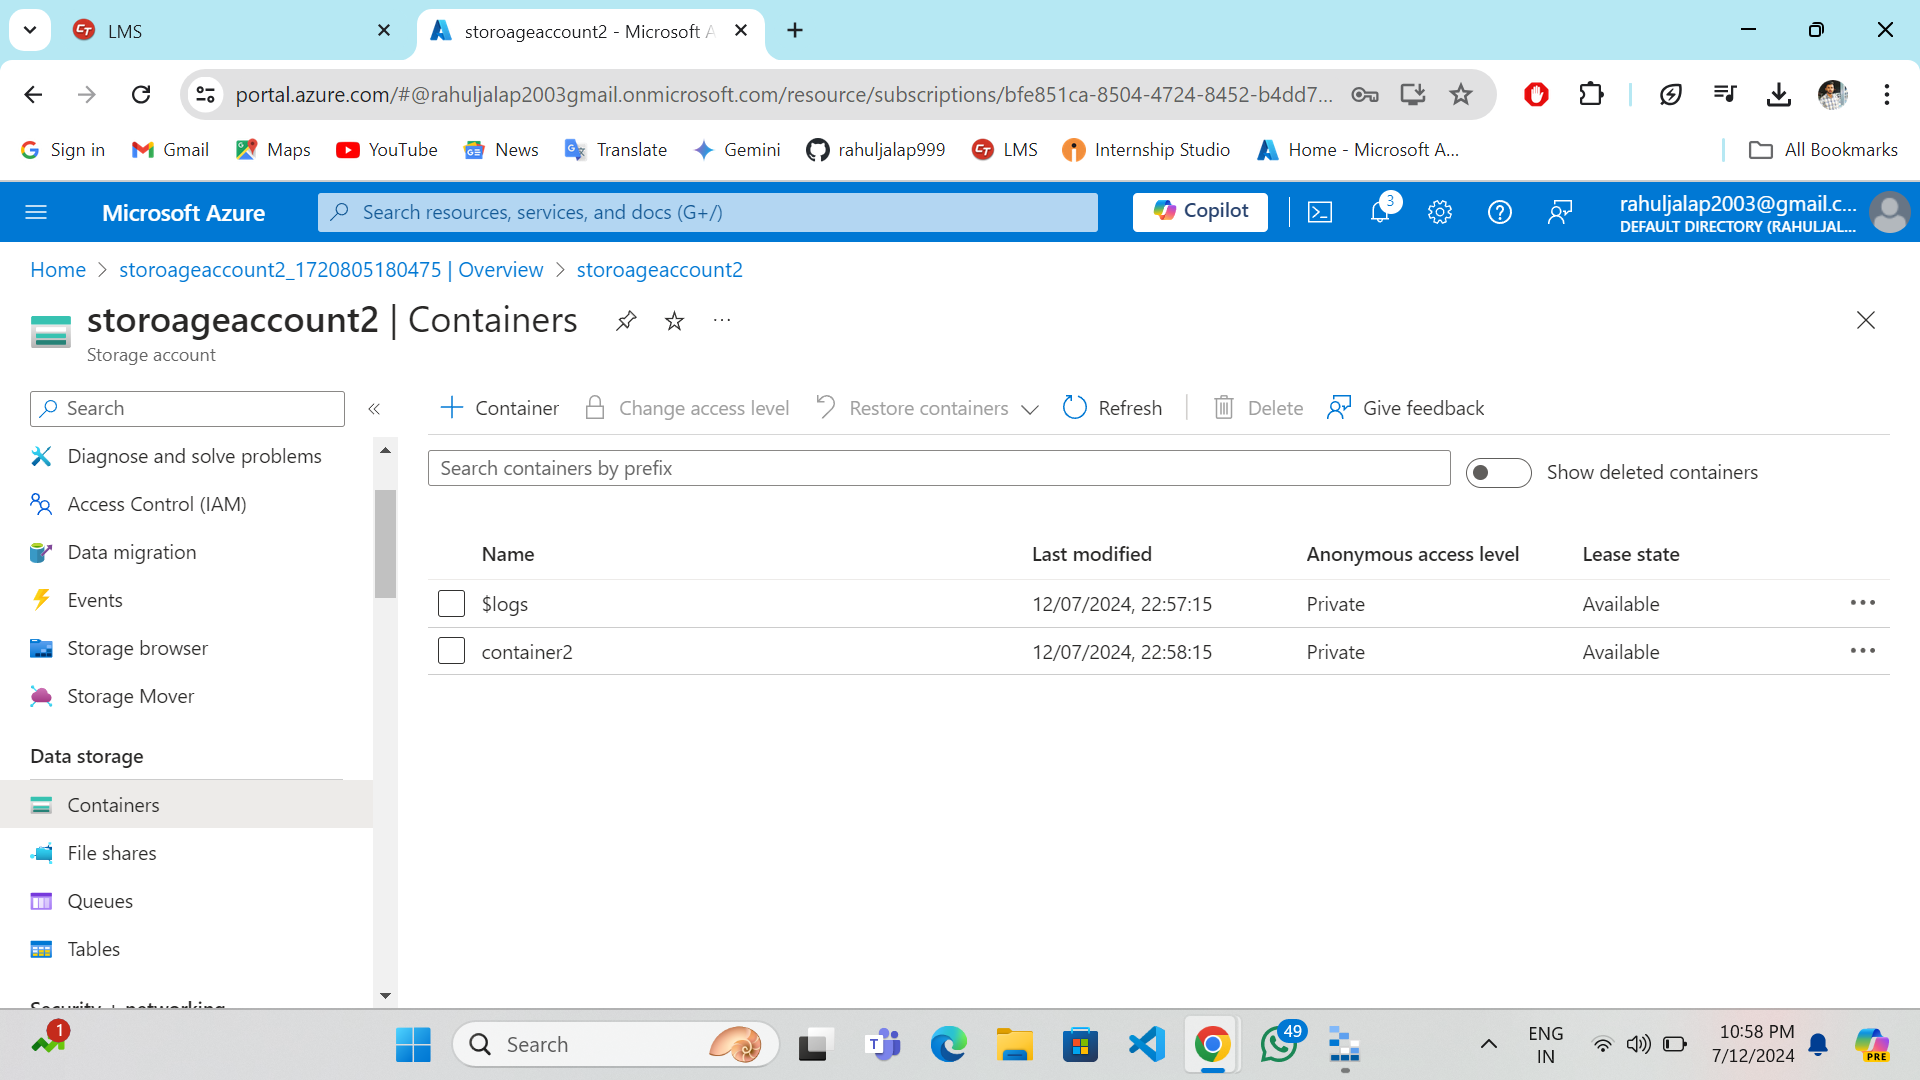 LMS
storoageaccount2 - Microsoft A
portal.azure.com/#@rahuljalap2003gmail.onmicrosoft.com/resource/subscriptions/bfe851ca-8504-4724-8452-b4dd7...
Sign in
Gmail
Maps
YouTube
News
Translate
Gemini
rahuljalap999
LMS
Internship Studio
Home - Microsoft A...
All Bookmarks
Microsoft Azure
Search resources, services, and docs (G+/)
Copilot
3
rahuljalap2003@gmail.c...
DEFAULT DIRECTORY (RAHULJAL...
Home > storoageaccount2_1720805180475 | Overview > storoageaccount2
storoageaccount2 | Containers
...
Storage account
Search
«
Container
Change access level
Restore containers
Refresh
Delete
Give feedback
Diagnose and solve problems
Access Control (IAM)
Data migration
Events
Storage browser
Storage Mover
Data storage
Containers
File shares
Queues
Tables
Security + networking
Search containers by prefix
Show deleted containers
Name Last modified Anonymous access level Lease state
$logs 12/07/2024, 22:57:15 Private Available ...
container2 12/07/2024, 22:58:15 Private Available ...
1
Search
49
ENG
IN
10:58 PM
7/12/2024
PRE